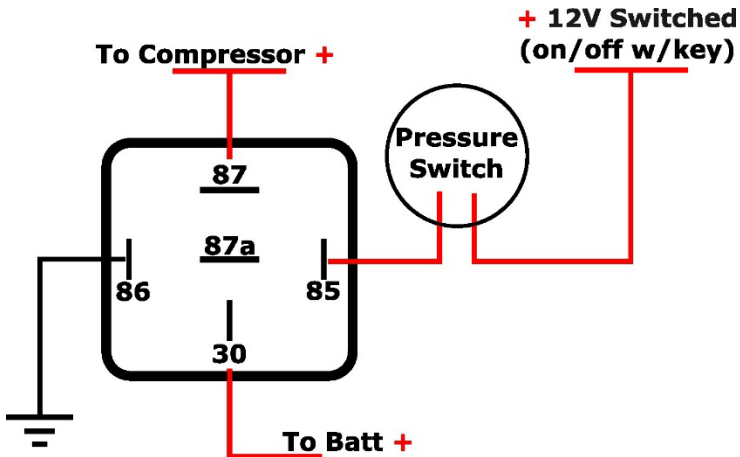 + 12V Switched
(on/off w/key)
To Compressor +
Pressure
Switch
87
87a
86
85
30
To Batt +